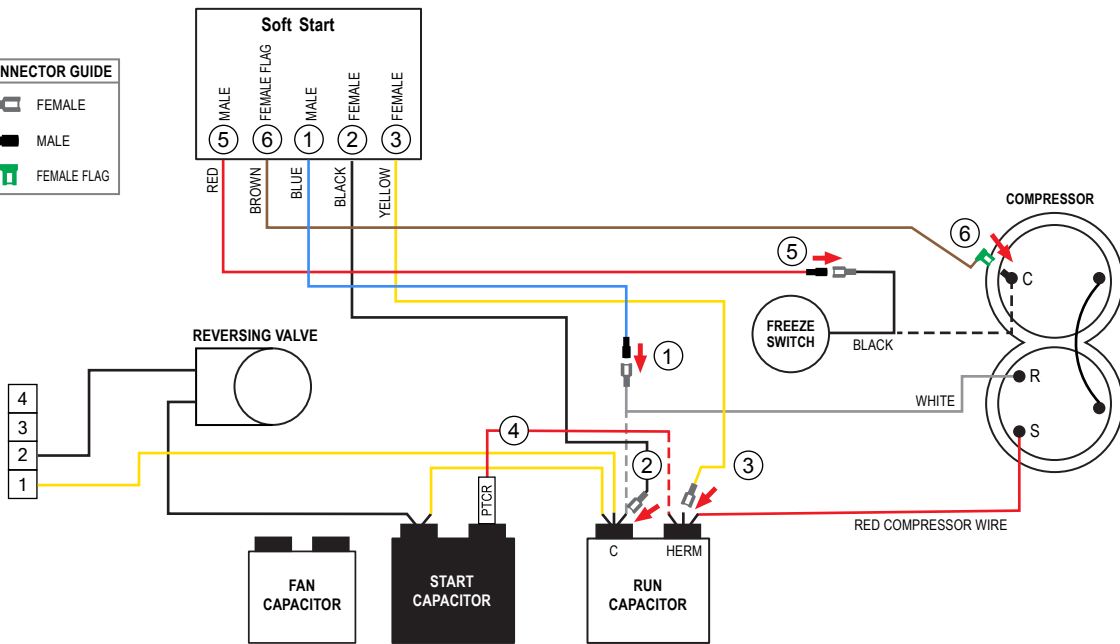 Soft Start
MALE
FEMALE FLAG
MALE
FEMALE
FEMALE
5
6
1
2
3
RED
BROWN
BLUE
BLACK
YELLOW
NNECTOR GUIDE
FEMALE
MALE
FEMALE FLAG
COMPRESSOR
6
C
5
FREEZE
SWITCH
BLACK
REVERSING VALVE
1
R
WHITE
4
3
2
1
4
S
2
3
PTCR
RED COMPRESSOR WIRE
C
HERM
FAN
CAPACITOR
START
CAPACITOR
RUN
CAPACITOR